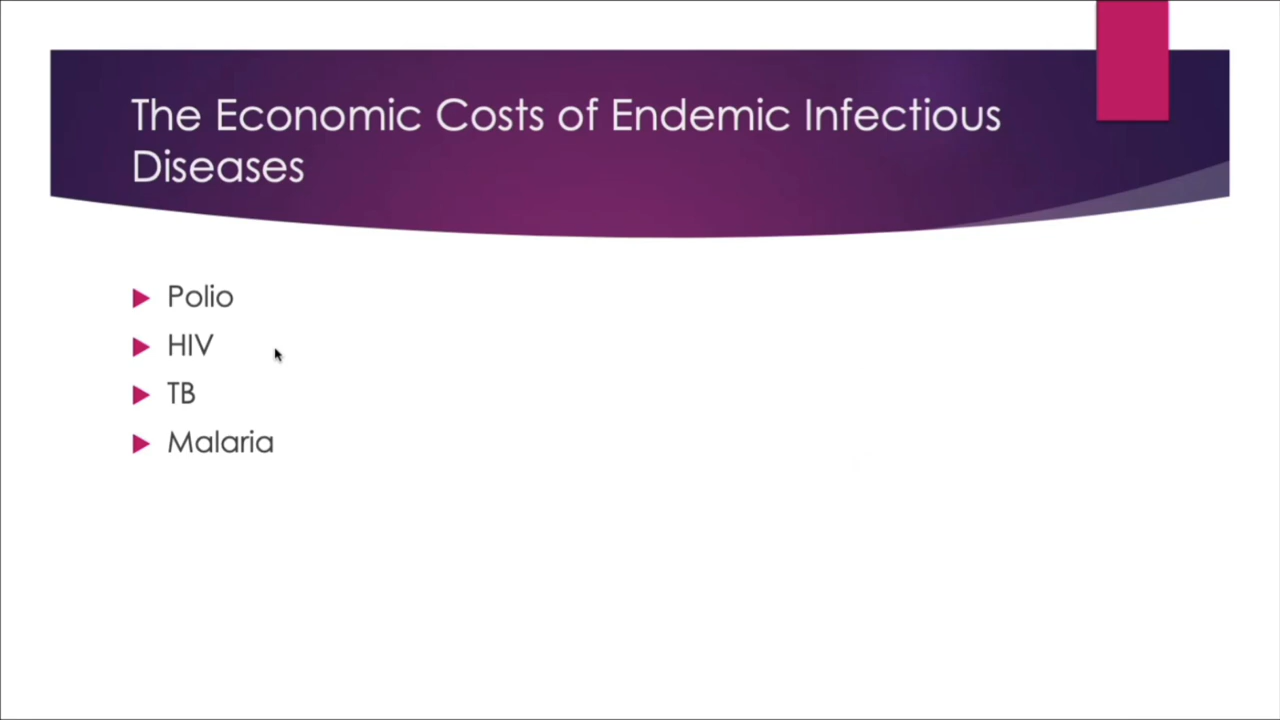 The Economic Costs of Endemic Infectious
Diseases
Polio
HIV
TB
Malaria